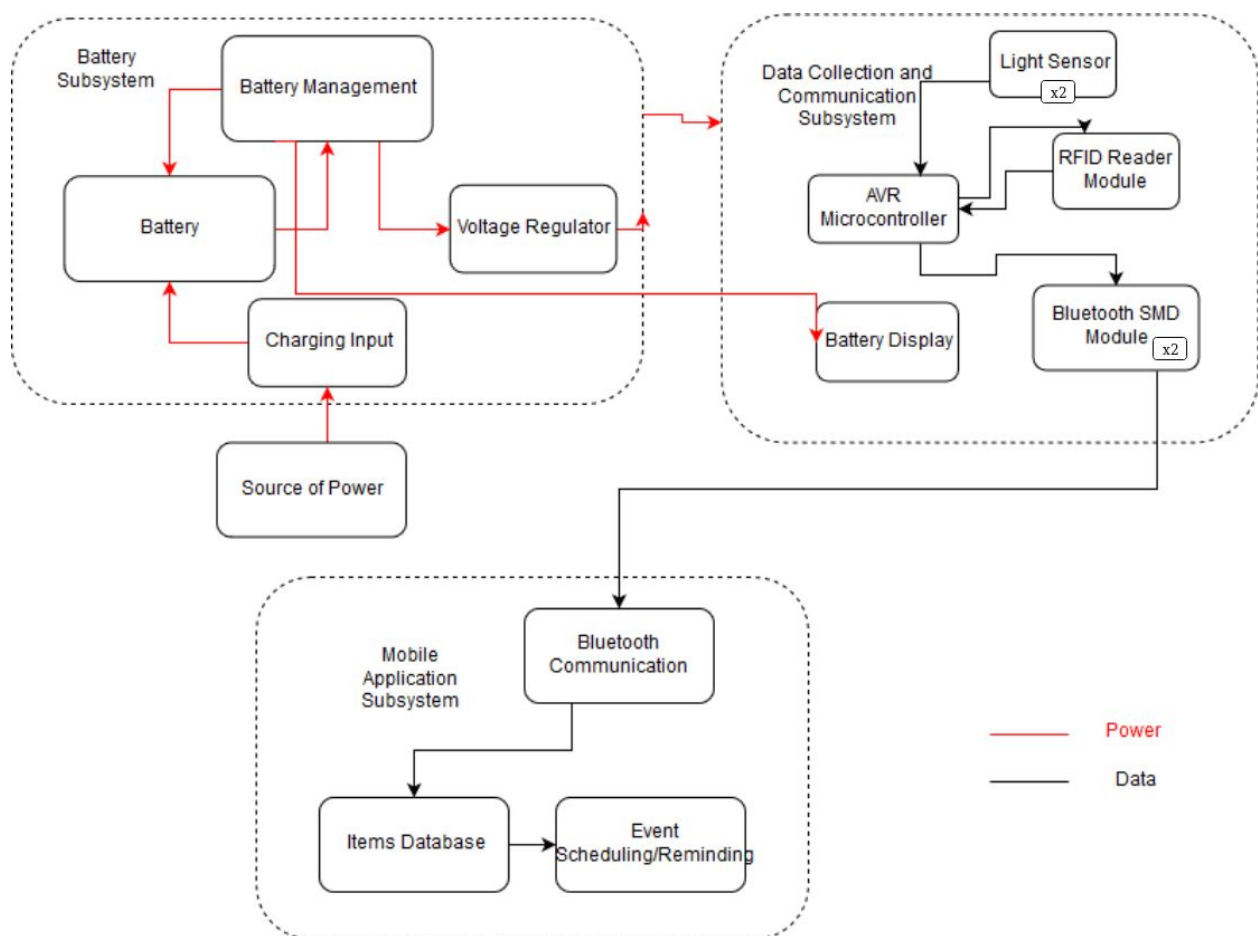 Battery
Subsystem
Battery Management
Battery
Voltage Regulator
Charging Input
Source of Power
Data Collection and
Communication
Subsystem
Light Sensor
x2
RFID Reader
Module
AVR
Microcontroller
Bluetooth SMD
Module
x2
Battery Display
Mobile
Application
Subsystem
Bluetooth
Communication
Items Database
Event
Scheduling/Reminding
Power
Data